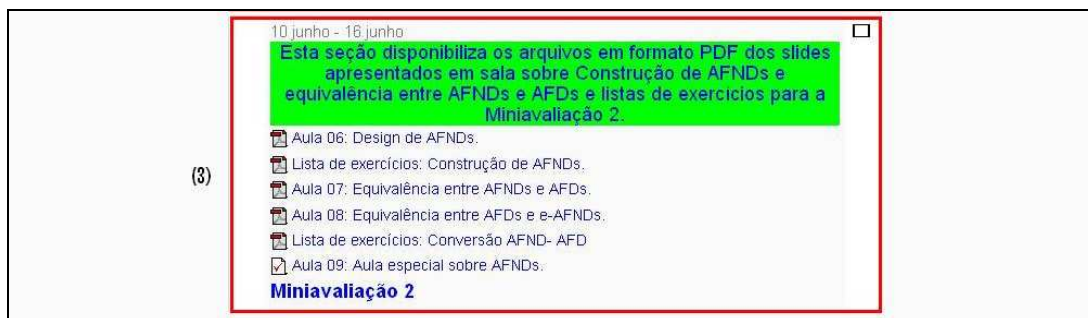 10 junho - 16 junho
Esta seção disponibiliza os arquivos em formato PDF dos slides
apresentados em sala sobre Construção de AFNDs e
equivalência entre AFNDs e AFDs e listas de exercícios para a
Miniavaliação 2.
Aula 06: Design de AFNDs.
Lista de exercícios: Construção de AFNDs.
(3)
Aula 07: Equivalência entre AFNDs e AFDs.
Aula 08: Equivalência entre AFDs e e-AFNDs.
Lista de exercícios: Conversão AFND- AFD
Aula 09: Aula especial sobre AFNDs.
Miniavaliação 2